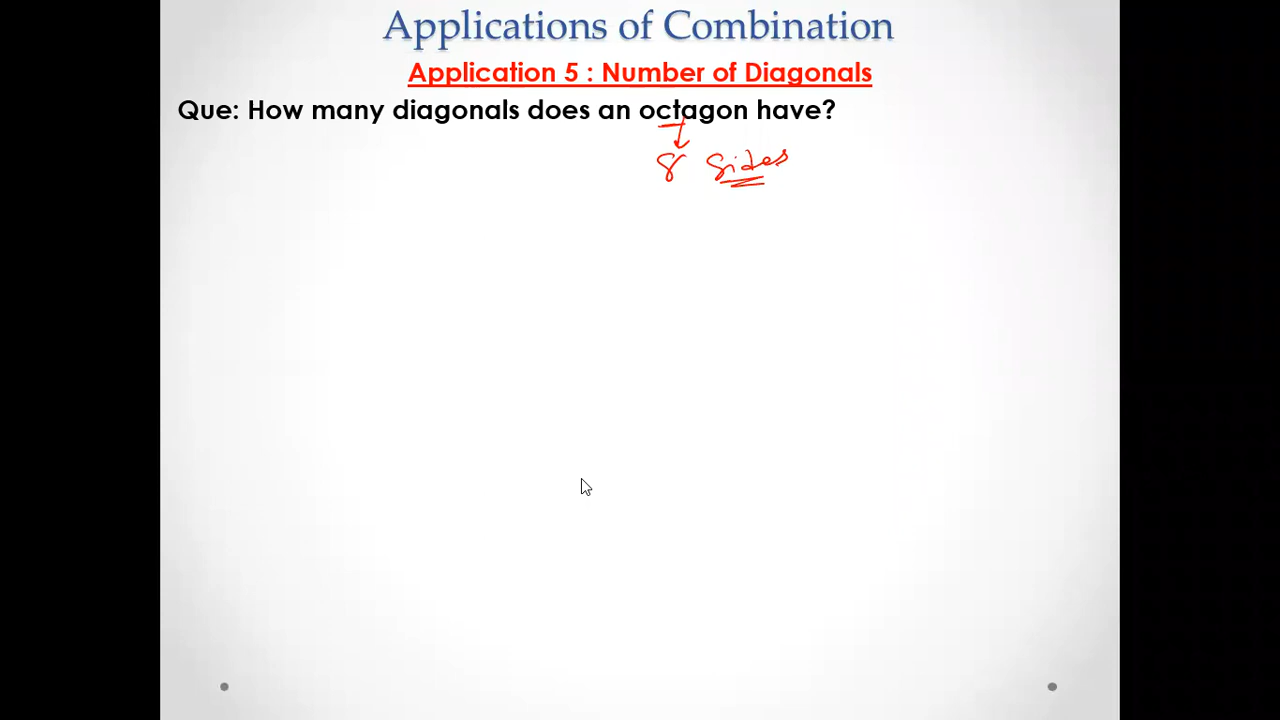 Applications of Combination
Application 5 : Number of Diagonals
Que: How many diagonals does an octagon have?
8 sides